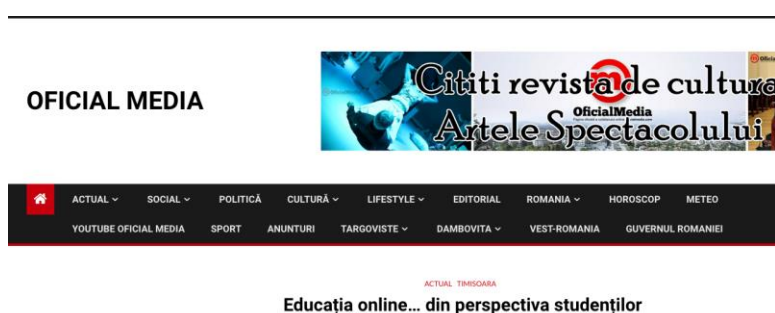 OFICIAL MEDIA
Cititi revista de cultura
OficialMedia
Artele Spectacolului
ACTUAL SOCIAL POLITICĂ CULTURĂ LIFESTYLE EDITORIAL ROMANIA HOROSCOP METEO
YOUTUBE OFICIAL MEDIA SPORT ANUNTURI TARGOVISTE DAMBOVITA VEST-ROMANIA GUVERNUL ROMANIEI
ACTUAL TIMISOARA
Educația online... din perspectiva studenților